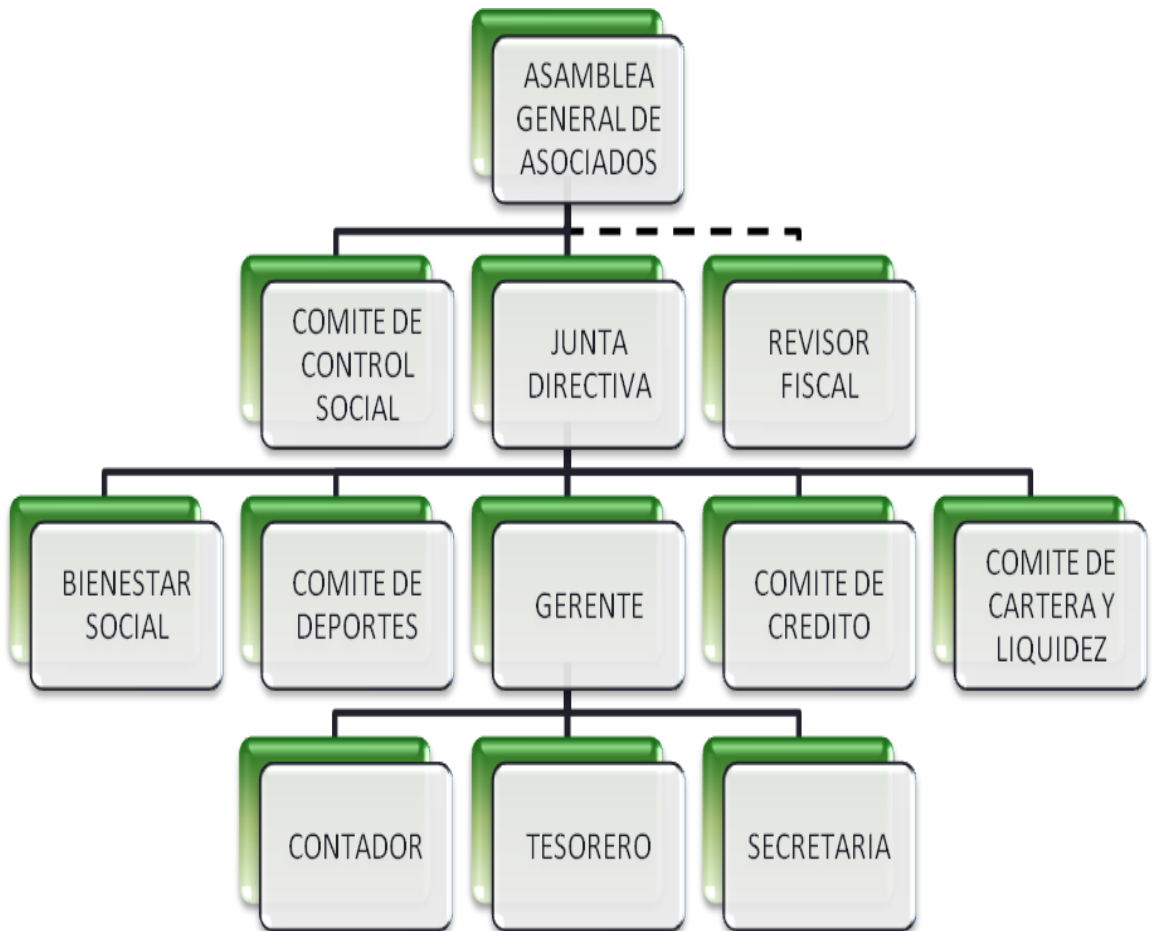 ASAMBLEA
GENERAL DE
ASOCIADOS
COMITE DE
CONTROL
SOCIAL
JUNTA
DIRECTIVA
REVISOR
FISCAL
BIENESTAR
SOCIAL
COMITE DE
DEPORTES
GERENTE
COMITE DE
CREDITO
COMITE DE
CARTERA Y
LIQUIDEZ
CONTADOR
TESORERO
SECRETARIA